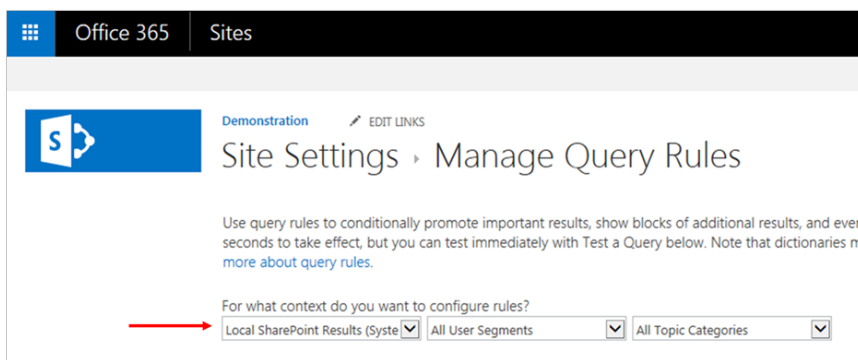 Office 365 Sites
S
Demonstration EDIT LINKS
Site Settings Manage Query Rules
Use query rules to conditionally promote important results, show blocks of additional results, and
seconds to take effect, but you can test immediately with Test a Query below. Note that dictionaries
more about query rules.
For what context do you want to configure rules?
Local SharePoint Results (Syste All User Segments All Topic Categories